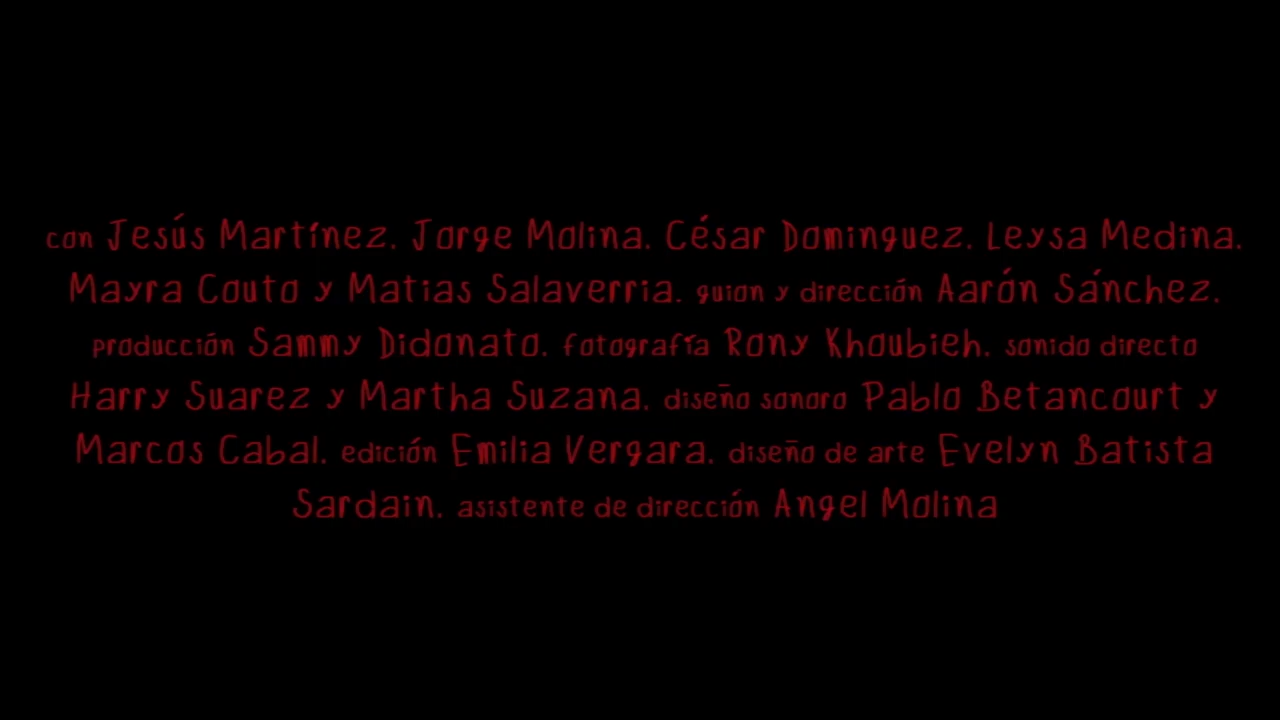 con Jesús Martínez. Jorge Molina. César Dominguez. Leysa Medina.
Mayra Couto y Matias Salaverria. guion y dirección Aarón Sánchez.
producción Sammy Didonato. fotografía Rony Khoubieh. sonido directo
Harry Suarez y Martha Suzana. diseño sonoro Pablo Betancourt y
Marcos Cabal. edición Emilia Vergara. diseño de arte Evelyn Batista
Sardain. asistente de dirección Angel Molina